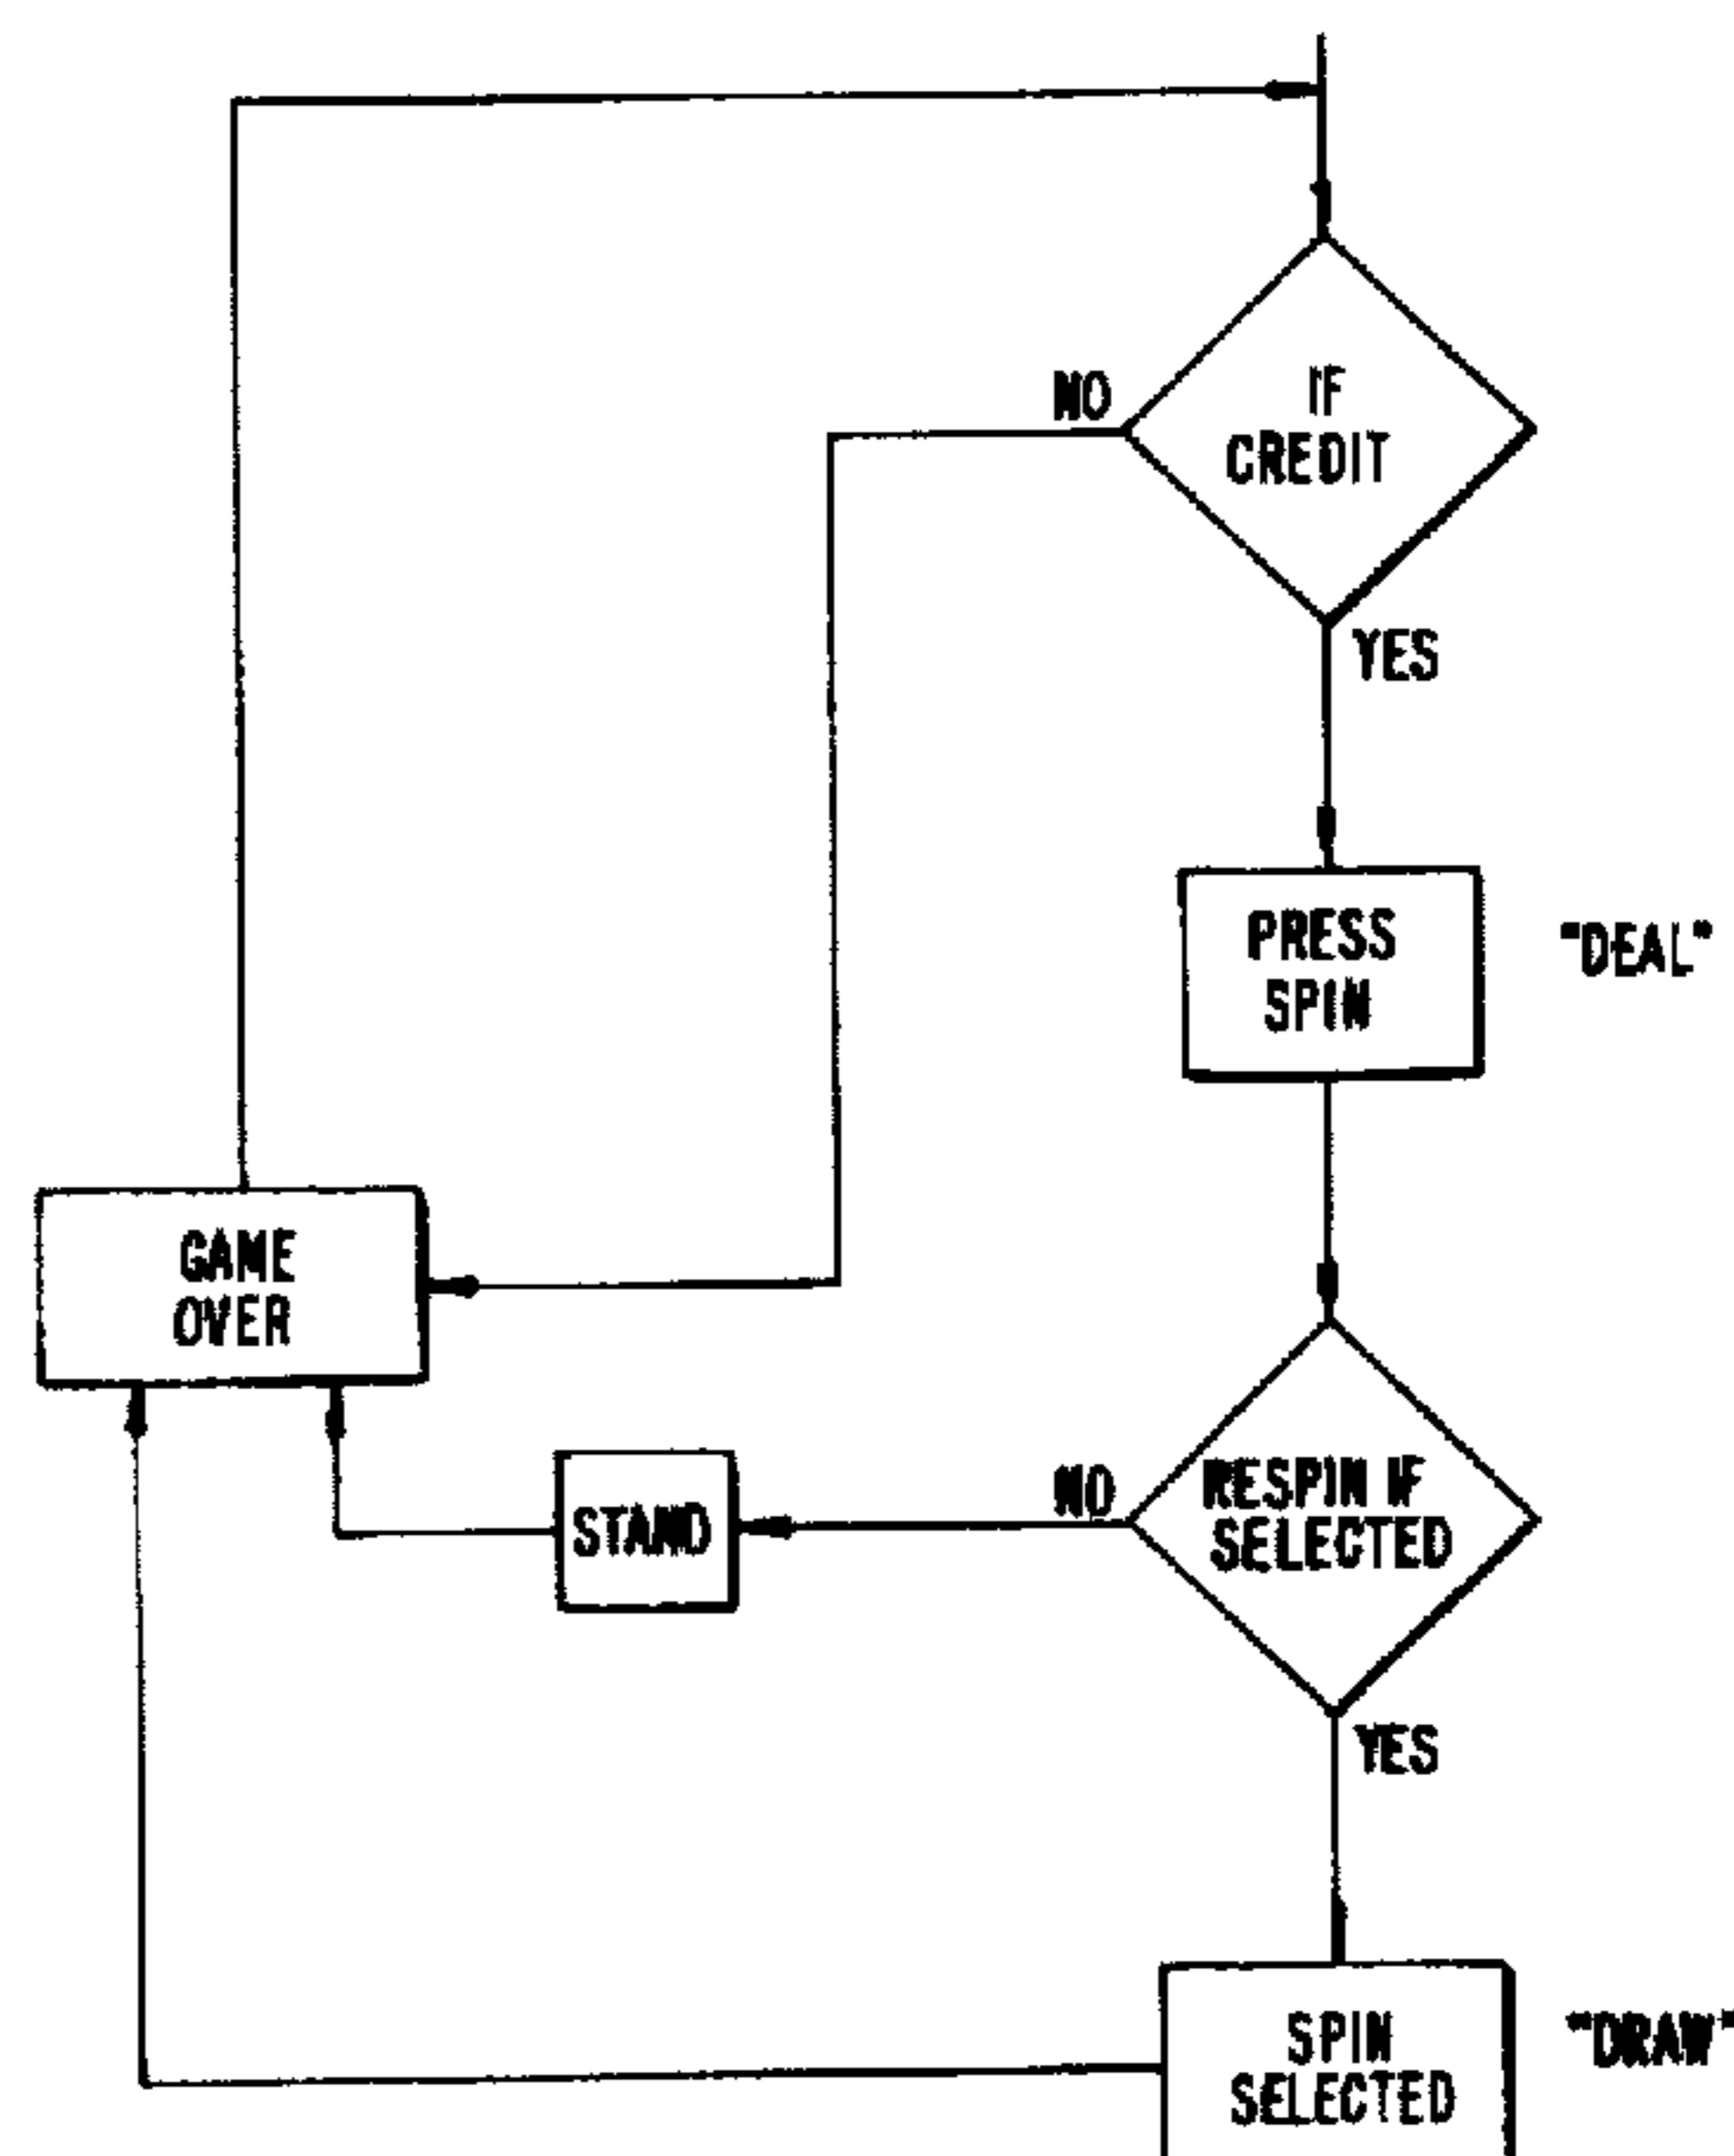 IF
CREDIT
NO
YES
PRESS
SPIN
"DEAL"
GAME
OVER
RESPIN IF
SELECTED
NO
STAND
YES
SPIN
SELECTED
"DRAW"